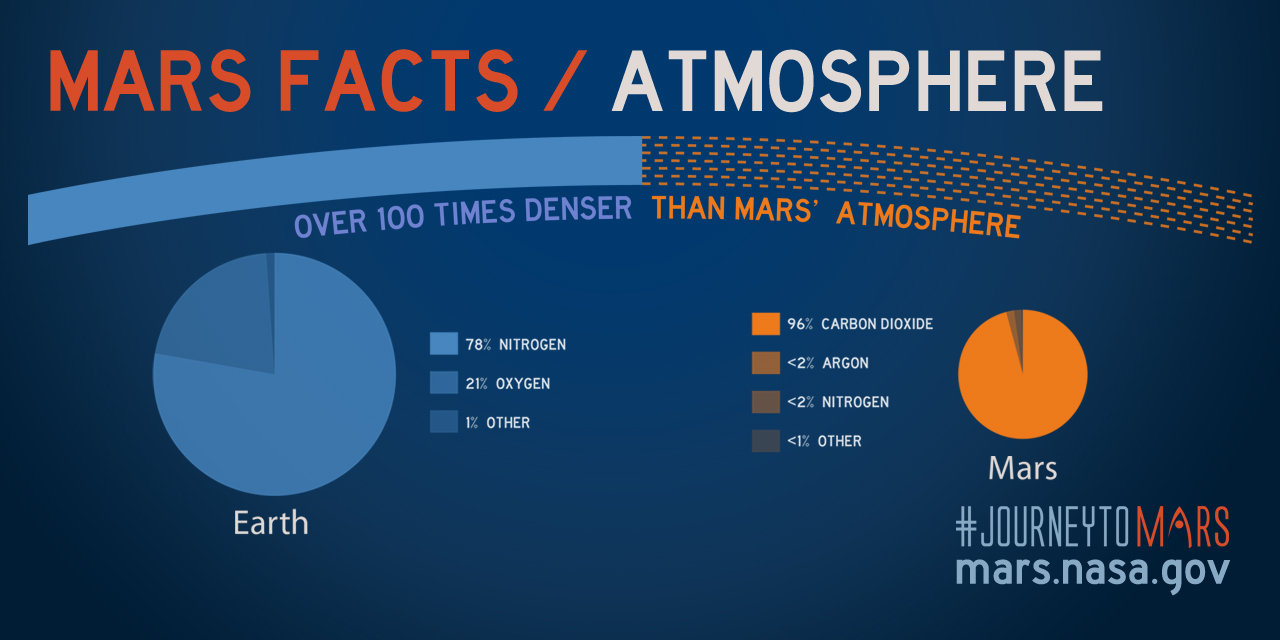 MARS FACTS / ATMOSPHERE
OVER 100 TIMES DENSER THAN MARS' ATMOSPHERE
78% NITROGEN
21% OXYGEN
1% OTHER
Earth
96% CARBON DIOXIDE
<2% ARGON
<2% NITROGEN
<1% OTHER
Mars
#JOURNEYTOMARS
mars.nasa.gov